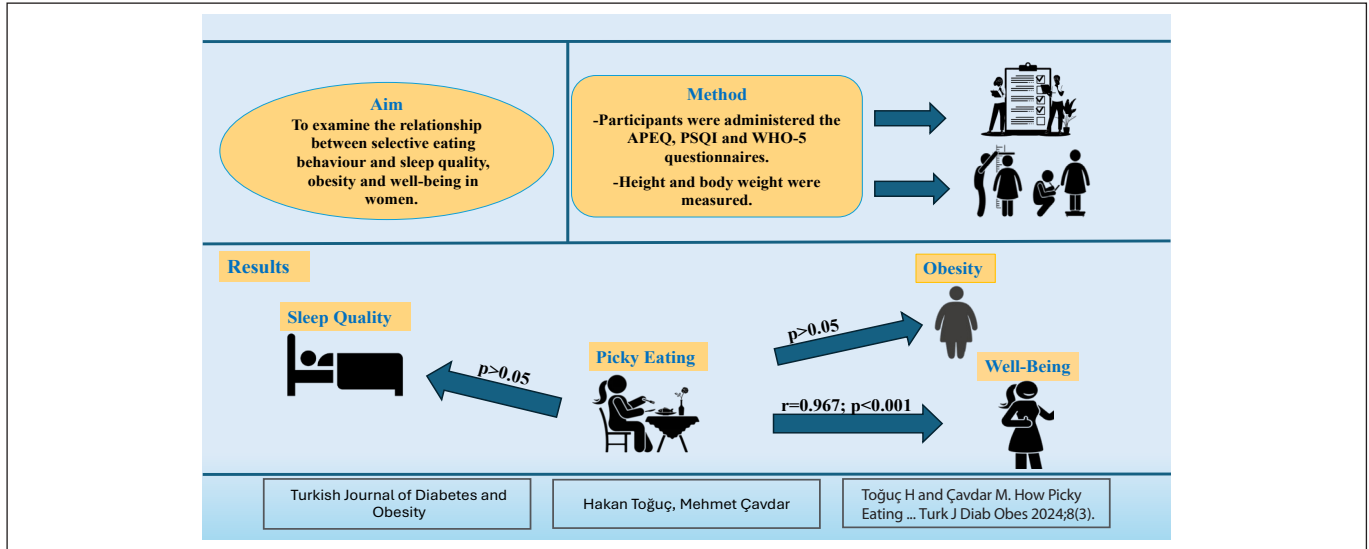 Aim
To examine the relationship
between selective eating
behaviour and sleep quality,
obesity and well-being in
women.
Method
-Participants were administered the
APEQ, PSQI and WHO-5
questionnaires.
-Height and body weight were
measured.
Results
Sleep Quality
p>0.05
Picky Eating
p>0.05
Obesity
r=0.967; p<0.001
Well-Being
Turkish Journal of Diabetes and
Obesity
Hakan Toğuç, Mehmet Çavdar
Toğuç H and Çavdar M. How Picky
Eating ... Turk J Diab Obes 2024;8(3).